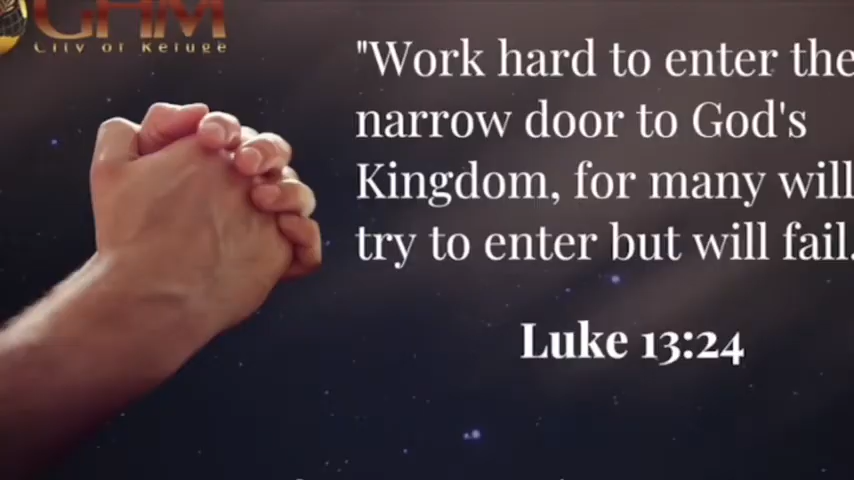 GHM
City of Refuge
"Work hard to enter the
narrow door to God's
Kingdom, for many will
try to enter but will fail.
Luke 13:24